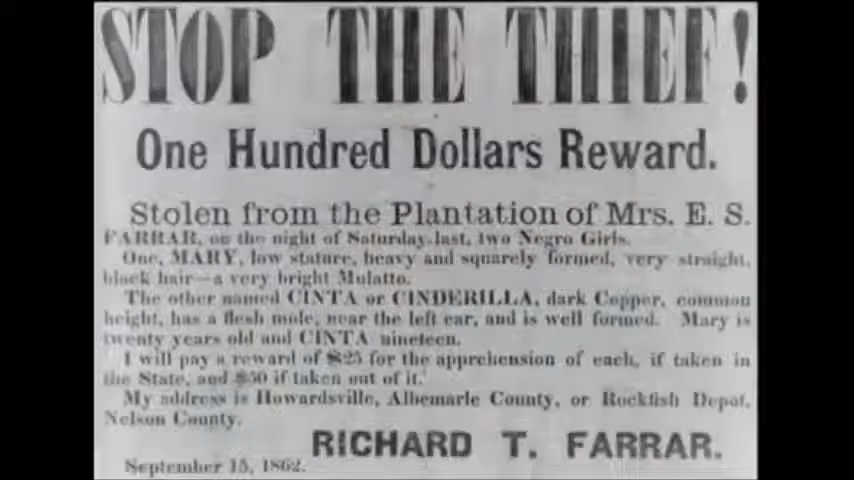 STOP THE THIEF!
One Hundred Dollars Reward.
Stolen from the Plantation of Mrs. E. S.
FARRAR, on the night of Saturday last, two Negro Girls.
One, MARY, low stature, heavy and squarely formed, very straight,
black hair—a very bright Mulatto.
The other named CINTA or CINDERILLA, dark Copper, common
height, has a flesh mole, near the left ear, and is well formed. Mary is
twenty years old and CINTA nineteen.
I will pay a reward of $25 for the apprehension of each, if taken in
the State, and $50 if taken out of it.
My address is Howardsville, Albemarle County, or Rockfish Depot,
Nelson County.
RICHARD T. FARRAR.
September 15, 1862.